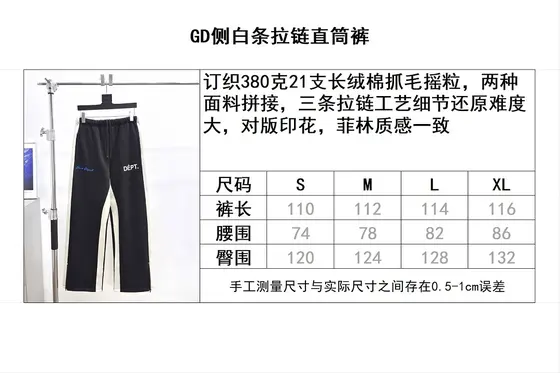 GD侧白条拉链直筒裤
订织380克21支长绒棉抓毛摇粒，两种
面料拼接，三条拉链工艺细节还原难度
大，对版印花，菲林质感一致
尺码 S M L XL
裤长 110 112 114 116
腰围 74 78 82 86
臀围 120 124 128 132
手工测量尺寸与实际尺寸之间存在0.5-1cm误差
DÉPT.